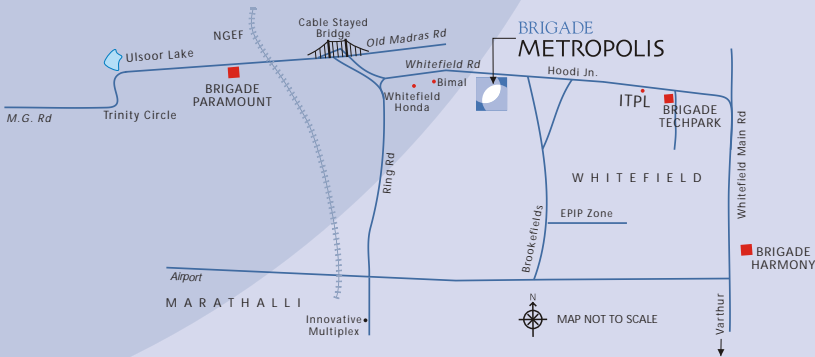 Cable Stayed
Bridge
BRIGADE
METROPOLIS
NGEF
Old Madras Rd
Ulsoor Lake
Whitefield Rd
Hoodi Jn.
Bimal
BRIGADE
PARAMOUNT
Whitefield
Honda
ITPL
BRIGADE
TECHPARK
M.G. Rd
Trinity Circle
Ring Rd
Whitefield Main Rd
WHITEFIELD
EPIP Zone
Brookefields
BRIGADE
HARMONY
Airport
MARATHALLI
N
Innovative
Multiplex
MAP NOT TO SCALE
Varthur